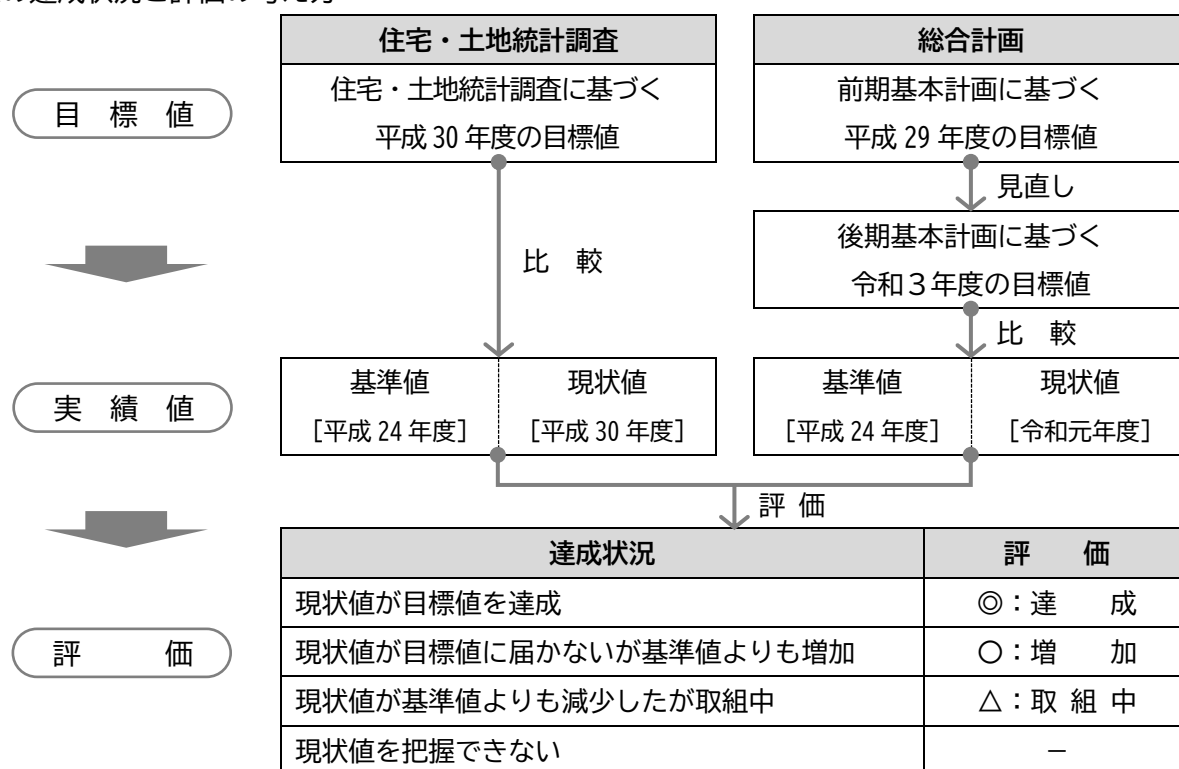 の達成状況と評価の考え方
住宅・土地統計調査
総合計画
目 標 値
住宅・土地統計調査に基づく
平成 30 年度の目標値
前期基本計画に基づく
平成 29 年度の目標値
見直し
後期基本計画に基づく
令和３年度の目標値
比 較
比 較
実 績 値
基準値
[平成 24 年度]
現状値
[平成 30 年度]
基準値
[平成 24 年度]
現状値
[令和元年度]
評 価
達成状況
評 価
評 価
現状値が目標値を達成
◎：達 成
現状値が目標値に届かないが基準値よりも増加
○：増 加
現状値が基準値よりも減少したが取組中
△：取 組 中
現状値を把握できない
－